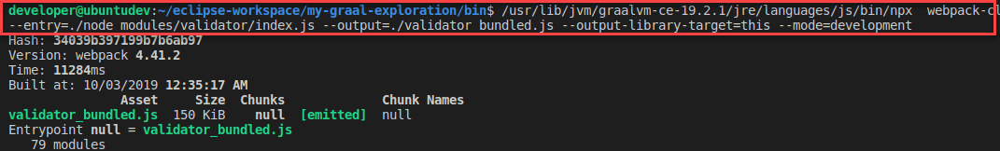 developer@ubuntudev:~/eclipse-workspace/my-graal-exploration/bin$ /usr/lib/jvm/graalvm-ce-19.2.1/jre/languages/js/bin/npx webpack-cl
--entry=./node modules/validator/index.js --output=./validator bundled.js --output-library-target=this --mode=development
Hash: 34039b397199b7b6ab97
Version: webpack 4.41.2
Time: 11284ms
Built at: 10/03/2019 12:35:17 AM
Asset Size Chunks Chunk Names
validator_bundled.js 150 KiB null [emitted] null
Entrypoint null = validator_bundled.js
79 modules